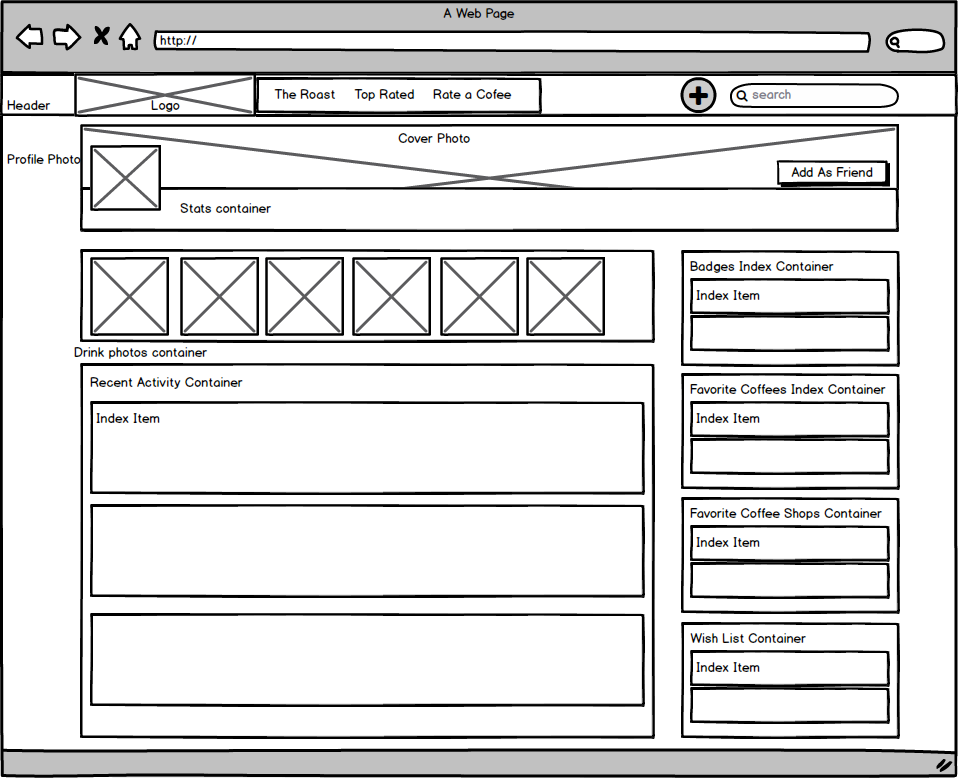 A Web Page
http://
The Roast Top Rated Rate a Cofee
search
Header
Logo
Cover Photo
Profile Photo
Add As Friend
Stats container
Badges Index Container
Index Item
Drink photos container
Recent Activity Container
Index Item
Favorite Coffees Index Container
Index Item
Favorite Coffee Shops Container
Index Item
Wish List Container
Index Item